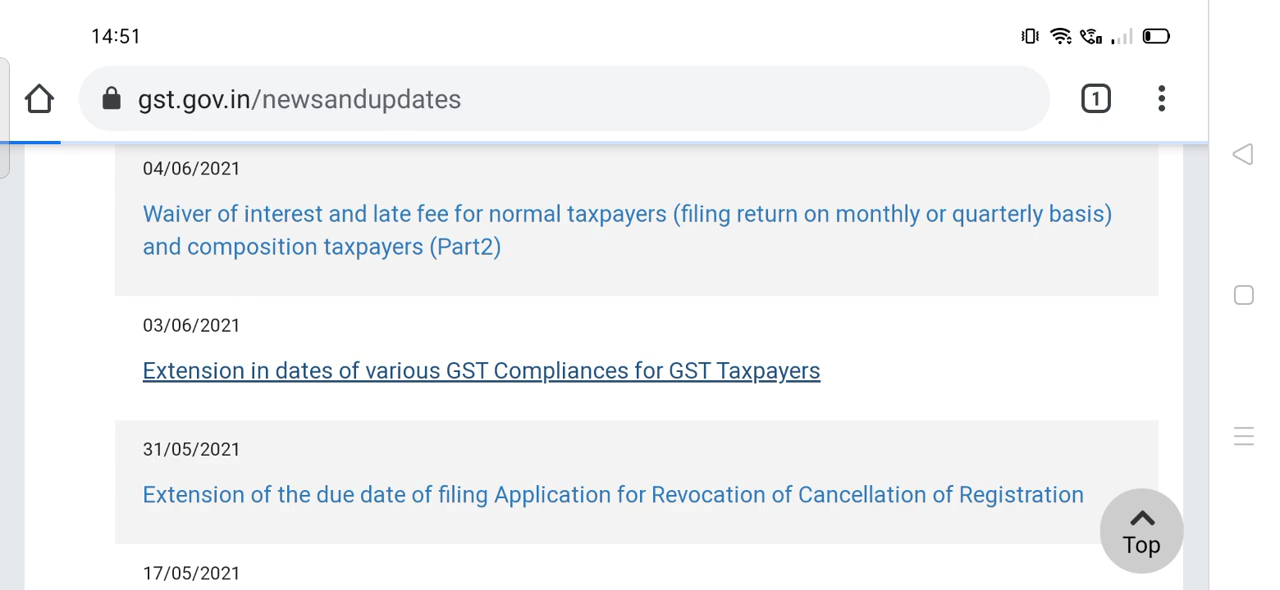 14:51
gst.gov.in/newsandupdates
1
04/06/2021
Waiver of interest and late fee for normal taxpayers (filing return on monthly or quarterly basis)
and composition taxpayers (Part2)
03/06/2021
Extension in dates of various GST Compliances for GST Taxpayers
31/05/2021
Extension of the due date of filing Application for Revocation of Cancellation of Registration
Top
17/05/2021